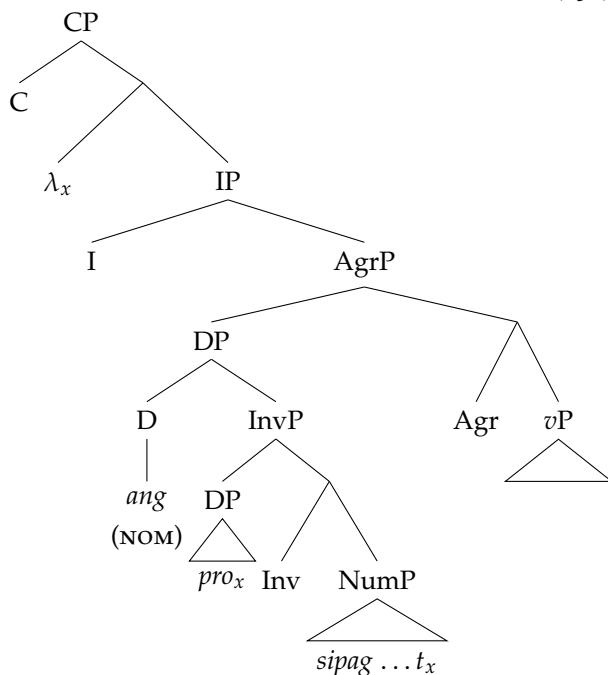 CP
C
λx
IP
I
AgrP
DP
D
InvP
Agr
vP
ang
(NOM)
DP
prox
Inv
NumP
sipag … tx